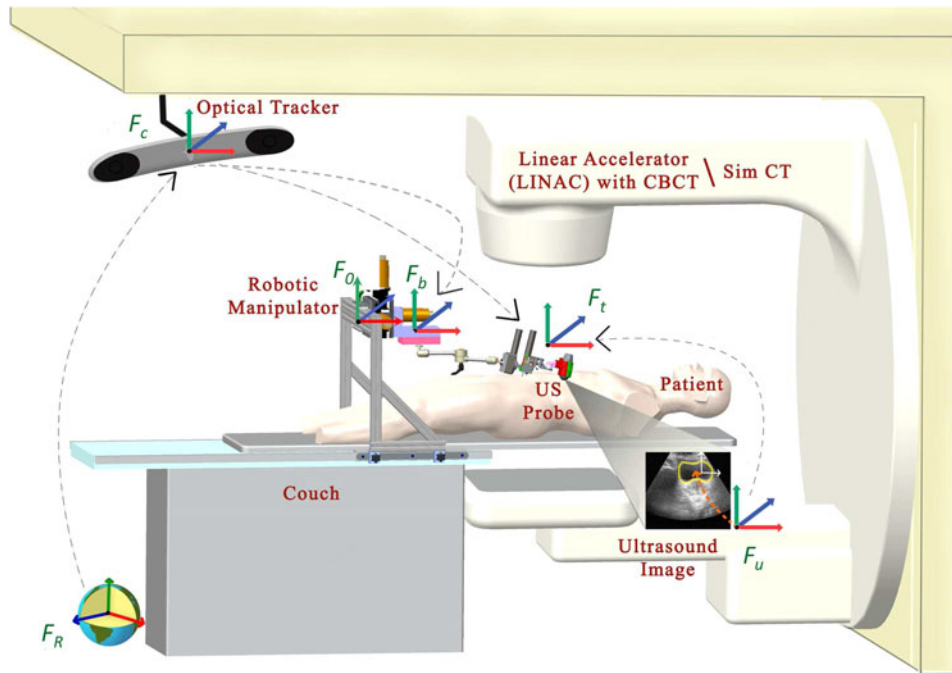 Optical Tracker
F_c
Linear Accelerator
(LINAC) with CBCT \ Sim CT
Robotic
Manipulator
F_0
F_b
F_t
US
Probe
Patient
Couch
Ultrasound
Image
F_u
F_R